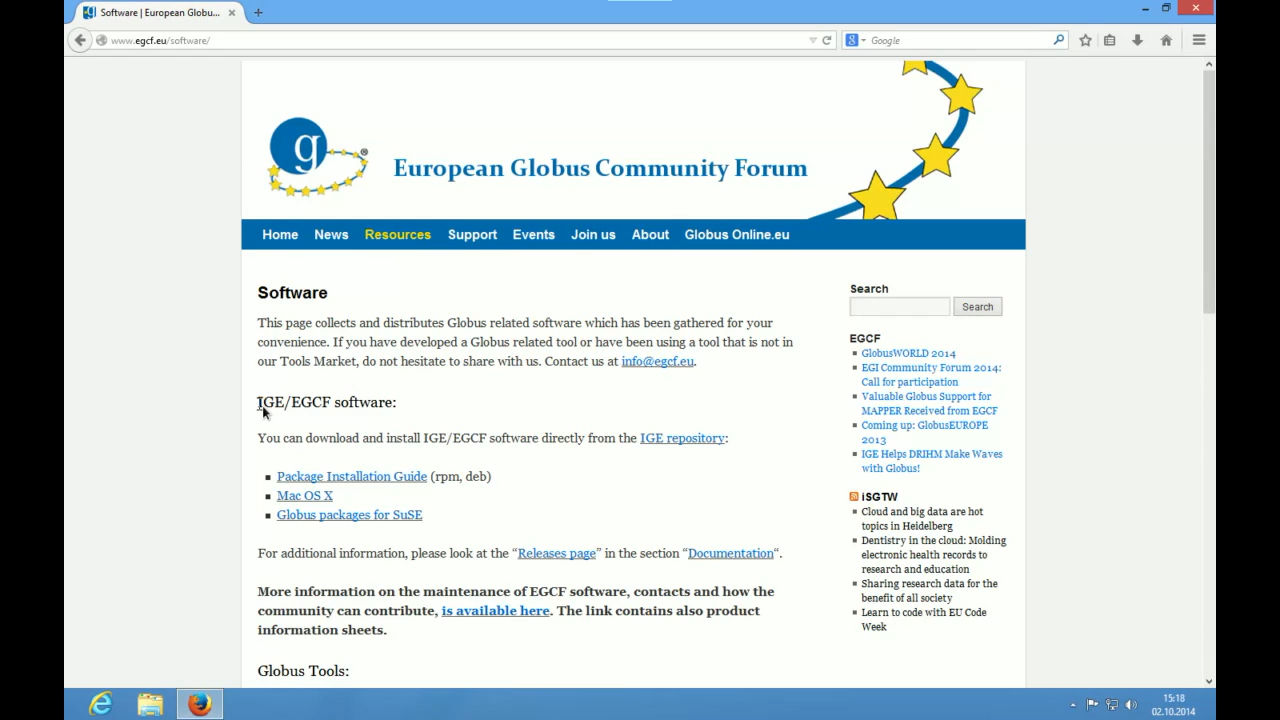 Software | European Globus...
www.egcf.eu/software/
Google
g
European Globus Community Forum
Home News Resources Support Events Join us About Globus Online.eu
Software
This page collects and distributes Globus related software which has been gathered for your
convenience. If you have developed a Globus related tool or have been using a tool that is not in
our Tools Market, do not hesitate to share with us. Contact us at info@egcf.eu.
IGE/EGCF software:
You can download and install IGE/EGCF software directly from the IGE repository:
Package Installation Guide (rpm, deb)
Mac OS X
Globus packages for SuSE
For additional information, please look at the “Releases page” in the section “Documentation“.
More information on the maintenance of EGCF software, contacts and how the
community can contribute, is available here. The link contains also product
information sheets.
Globus Tools:
Search
Search
EGCF
GlobusWORLD 2014
EGI Community Forum 2014:
Call for participation
Valuable Globus Support for
MAPPER Received from EGCF
Coming up: GlobusEUROPE
2013
IGE Helps DRIHM Make Waves
with Globus!
iSGTW
Cloud and big data are hot
topics in Heidelberg
Dentistry in the cloud: Molding
electronic health records to
research and education
Sharing research data for the
benefit of all society
Learn to code with EU Code
Week
15:18
02.10.2014